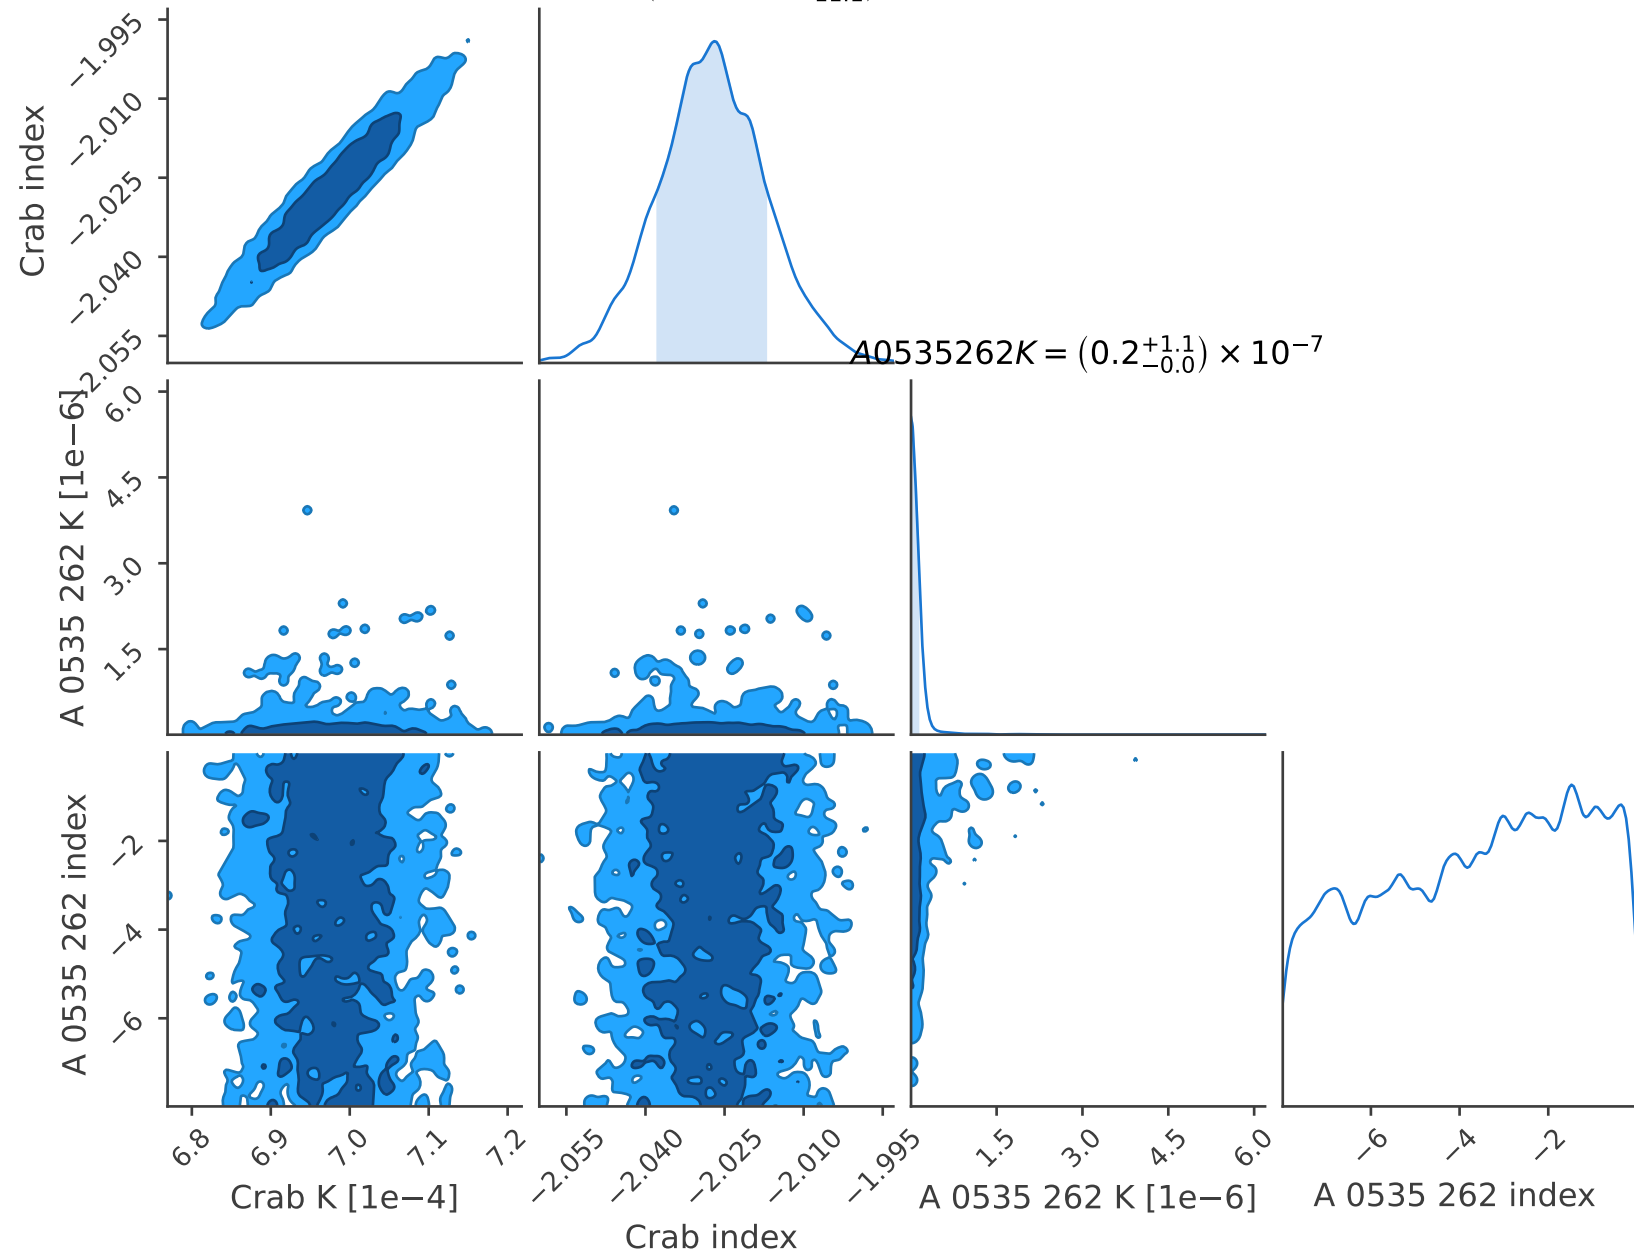 Crab index
−1.995
−2.010
−2.025
−2.040
−2.055
A0535262K = (0.2 +1.1 −0.0) × 10−7
A 0535 262 K [1e−6]
6.0
4.5
3.0
1.5
A 0535 262 index
−2
−4
−6
6.8 6.9 7.0 7.1 7.2
−2.055 −2.040 −2.025 −2.010 −1.995
1.5 3.0 4.5 6.0
−6 −4 −2
Crab K [1e−4]
Crab index
A 0535 262 K [1e−6]
A 0535 262 index